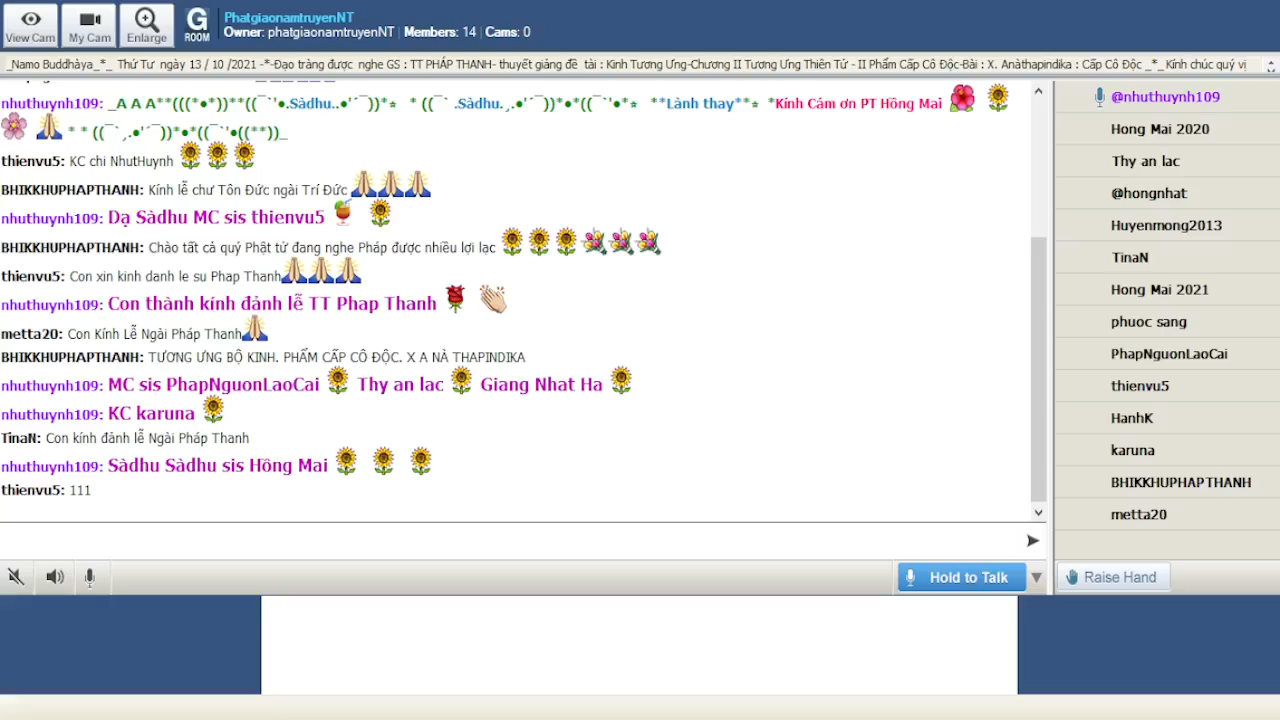 View Cam
My Cam
Enlarge
G
ROOM
PhatgiaonamtruyenNT
Owner: phatgiaonamtruyenNT | Members: 14 | Cams: 0
_Namo Buddhàya_*_ Thứ Tư ngày 13 / 10 /2021 -*-Đạo tràng được nghe GS : TT PHÁP THANH- thuyết giảng đề tài : Kinh Tương Ưng-Chương II Tương Ưng Thiên Tử - II Phẩm Cấp Cô Độc-Bài : X. Anàthapindika : Cấp Cô Độc _*_ Kính chúc quý vị
nhuthuynh109: _A A A**(((*•*))**((¯`'•.Sàdhu..•'´¯))*⭑ * ((¯` .Sàdhu.¸.•'´¯))*•*((¯`'•*⭑ **Lành thay**⭑ *Kính Cám ơn PT Hồng Mai 🌺 🌻
🌸 🙏 * * ((¯`¸.•'´¯))*•*((¯`'•((**))_
thienvu5: KC chi NhutHuynh 🌻🌻🌻
BHIKKHUPHAPTHANH: Kính lễ chư Tôn Đức ngài Trí Đức 🙏🙏🙏
nhuthuynh109: Dạ Sàdhu MC sis thienvu5 🍹 🌻
BHIKKHUPHAPTHANH: Chào tất cả quý Phật tử đang nghe Pháp được nhiều lợi lạc 🌻🌻🌻💐💐💐
thienvu5: Con xin kinh danh le su Phap Thanh🙏🙏🙏
nhuthuynh109: Con thành kính đảnh lễ TT Phap Thanh 🌹 👏
metta20: Con Kính Lễ Ngài Pháp Thanh🙏
BHIKKHUPHAPTHANH: TƯƠNG ƯNG BỘ KINH. PHẨM CẤP CÔ ĐỘC. X A NÀ THAPINDIKA
nhuthuynh109: MC sis PhapNguonLaoCai 🌻 Thy an lac 🌻 Giang Nhat Ha 🌻
nhuthuynh109: KC karuna 🌻
TinaN: Con kính đảnh lễ Ngài Pháp Thanh
nhuthuynh109: Sàdhu Sàdhu sis Hồng Mai 🌻 🌻 🌻
thienvu5: 111
Hold to Talk
@nhuthuynh109
Hong Mai 2020
Thy an lac
@hongnhat
Huyenmong2013
TinaN
Hong Mai 2021
phuoc sang
PhapNguonLaoCai
thienvu5
HanhK
karuna
BHIKKHUPHAPTHANH
metta20
Raise Hand